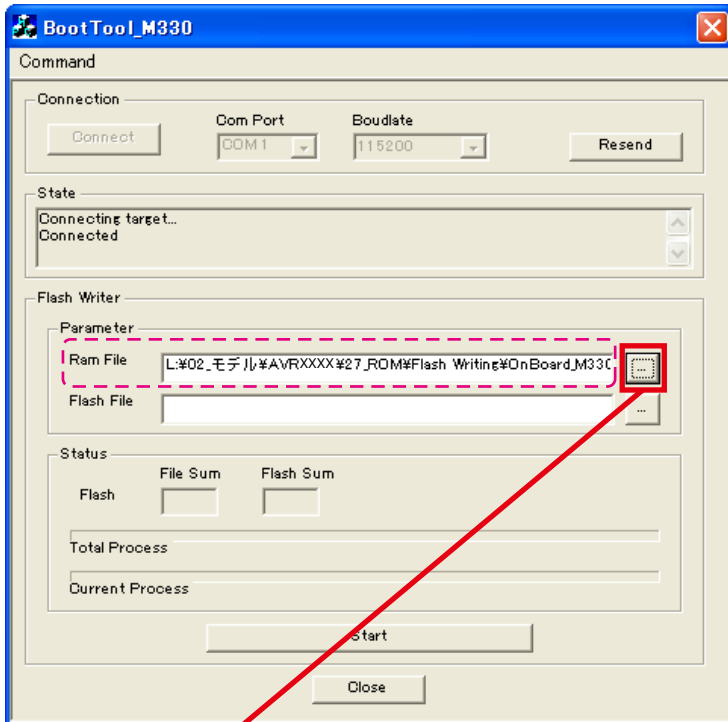 BootTool_M330
Command
Connection
Connect
Com Port
COM1
Boudlate
115200
Resend
State
Connecting target...
Connected
Flash Writer
Parameter
Ram File
L:¥02_モデル¥AVRXXXX¥27_ROM¥Flash Writing¥OnBoard_M330
...
Flash File
...
Status
File Sum
Flash Sum
Flash
Total Process
Current Process
Start
Close